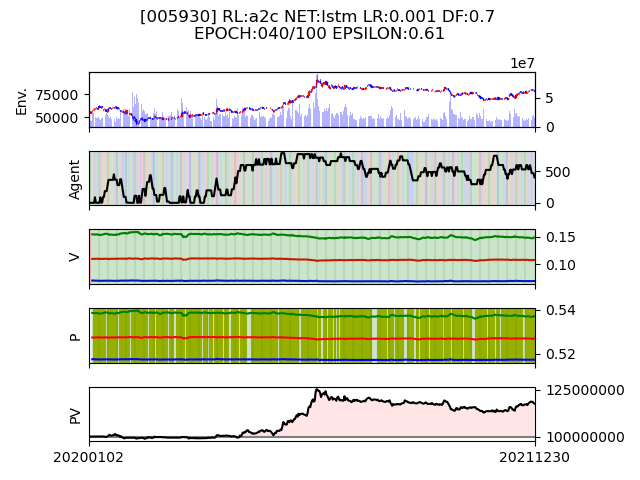 [005930] RL:a2c NET:lstm LR:0.001 DF:0.7
EPOCH:040/100 EPSILON:0.61
1e7
Env.
75000
50000
5
0
Agent
500
0
V
0.15
0.10
P
0.54
0.52
PV
125000000
100000000
20200102
20211230